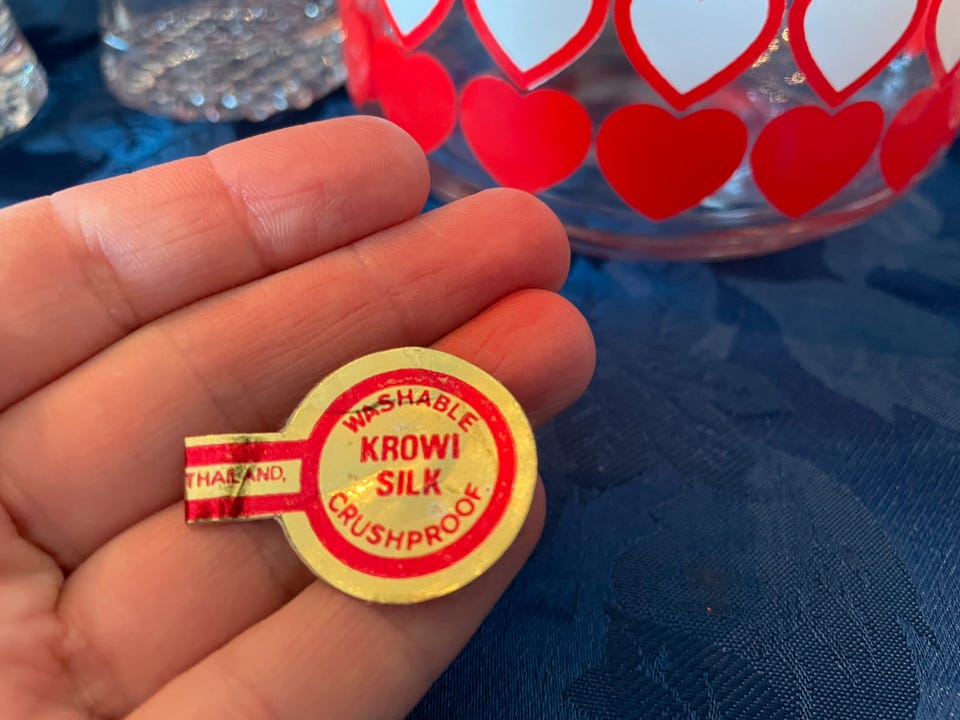 THAILAND,
WASHABLE
KROWI
SILK
CRUSHPROOF